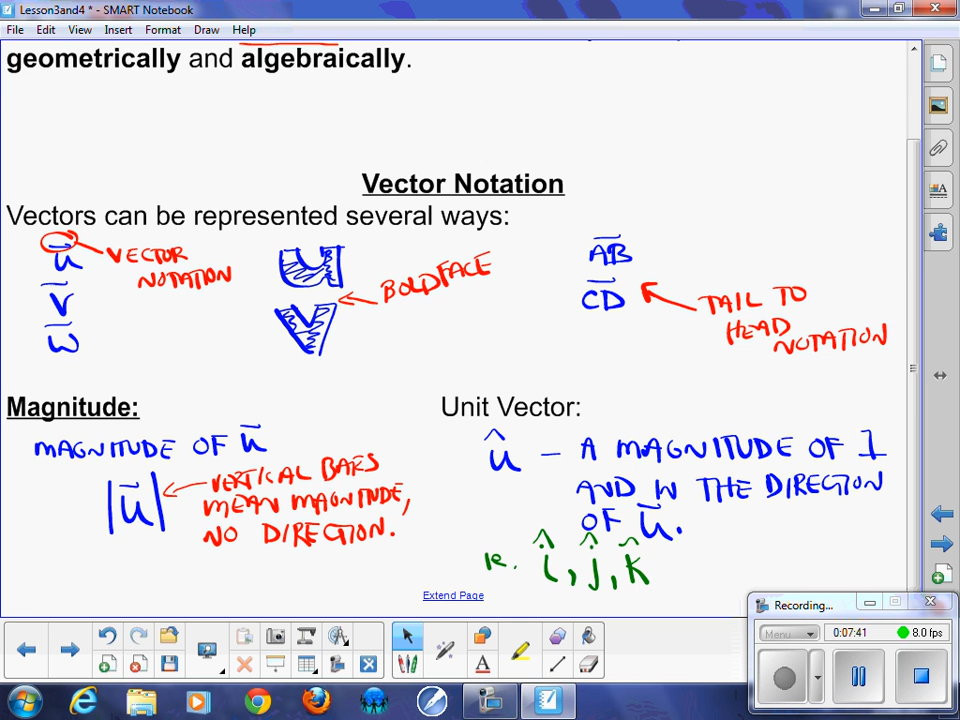 Lesson3and4 * - SMART Notebook
File Edit View Insert Format Draw Help
geometrically and algebraically.
Vector Notation
Vectors can be represented several ways:
u⃗ VECTOR NOTATION
v⃗
w⃗
U
V
BOLDFACE
AB
CD
TAIL TO
HEAD
NOTATION
Magnitude:
MAGNITUDE OF u⃗
|u⃗|
VERTICAL BARS
MEAN MAGNITUDE,
NO DIRECTION.
Unit Vector:
û – A MAGNITUDE OF 1
AND IN THE DIRECTION
OF u⃗.
ie. î, ĵ, k̂
Extend Page
Recording...
Menu
0:07:41
8.0 fps